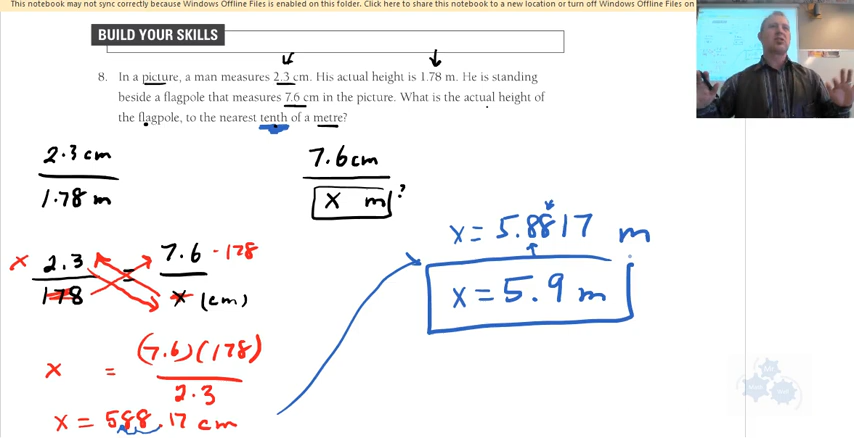 This notebook may not sync correctly because Windows Offline Files is enabled on this folder. Click here to share this notebook to a new location or turn off Windows Offline Files on
BUILD YOUR SKILLS
8. In a picture, a man measures 2.3 cm. His actual height is 1.78 m. He is standing
beside a flagpole that measures 7.6 cm in the picture. What is the actual height of
the flagpole, to the nearest tenth of a metre?
2.3 cm
1.78 m
7.6 cm
x m ?
x 2.3
178
=
7.6 · 178
x (cm)
x = (7.6)(178)
2.3
x = 588.17 cm
x = 5.8817 m
x = 5.9 m